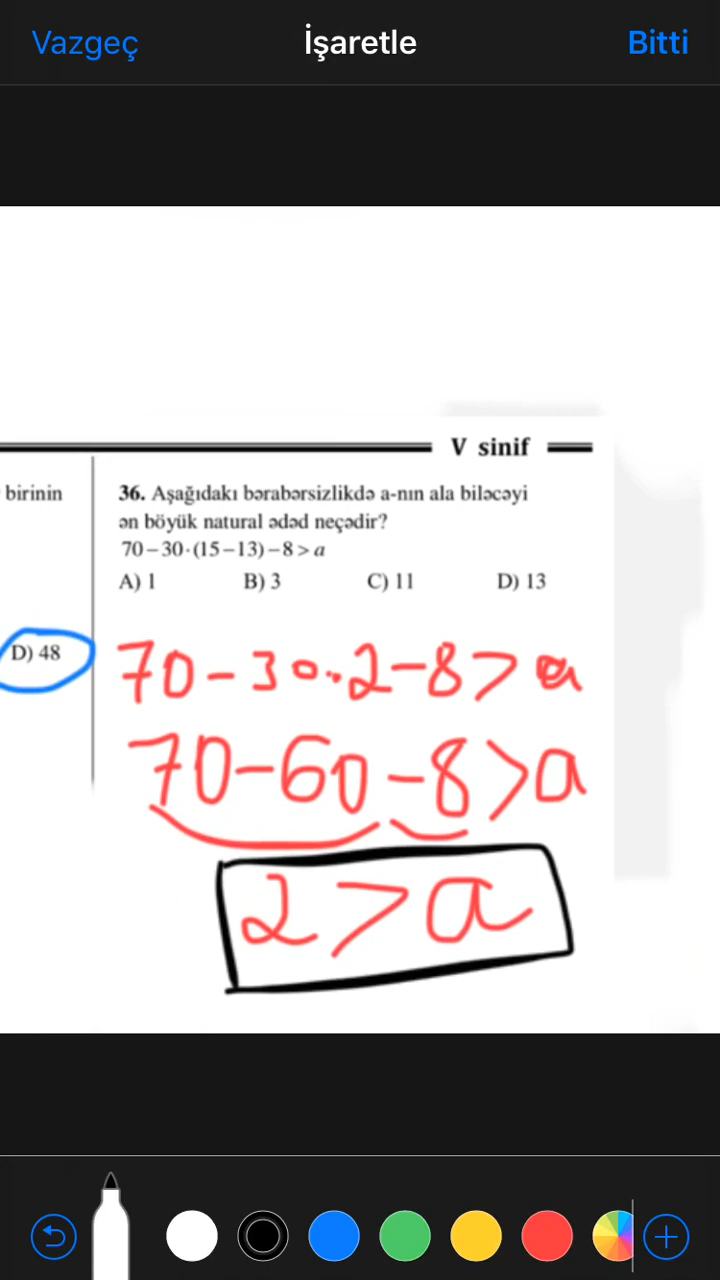 Vazgeç İşaretle Bitti
V sinif
birinin
D) 48
36. Aşağıdakı bərabərsizlikdə a-nın ala biləcəyi
ən böyük natural ədəd neçədir?
70–30·(15–13)–8>a
A) 1 B) 3 C) 11 D) 13
70-30·2-8>a
70-60-8>a
2>a